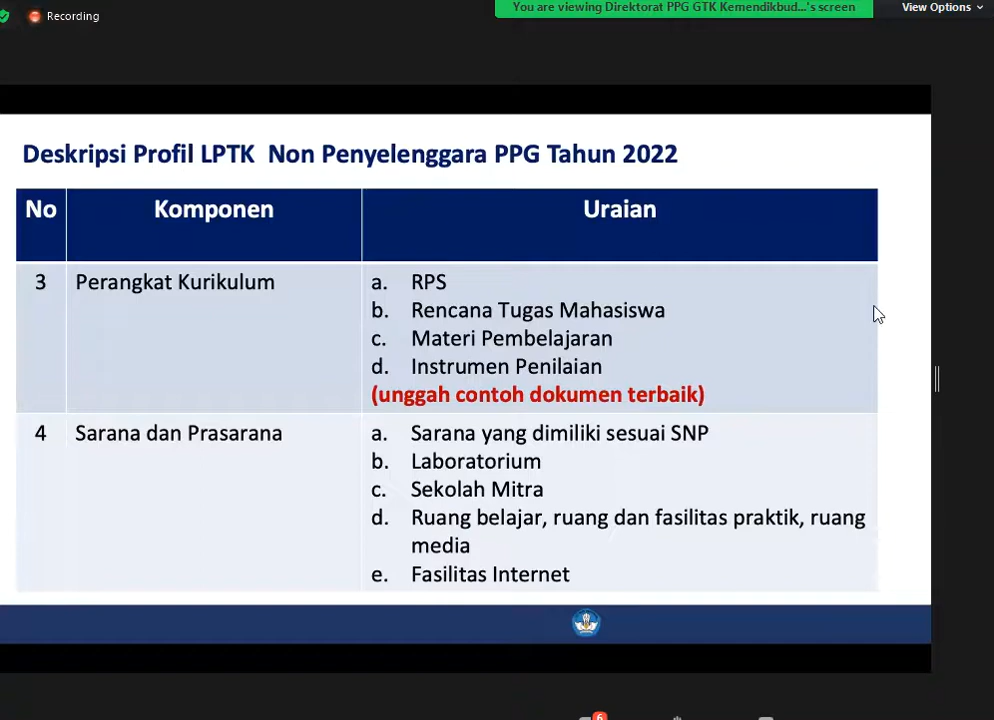 Recording
You are viewing Direktorat PPG GTK Kemendikbud...'s screen
View Options
Deskripsi Profil LPTK Non Penyelenggara PPG Tahun 2022
No
Komponen
Uraian
3
Perangkat Kurikulum
a. RPS
b. Rencana Tugas Mahasiswa
c. Materi Pembelajaran
d. Instrumen Penilaian
(unggah contoh dokumen terbaik)
4
Sarana dan Prasarana
a. Sarana yang dimiliki sesuai SNP
b. Laboratorium
c. Sekolah Mitra
d. Ruang belajar, ruang dan fasilitas praktik, ruang
media
e. Fasilitas Internet
6